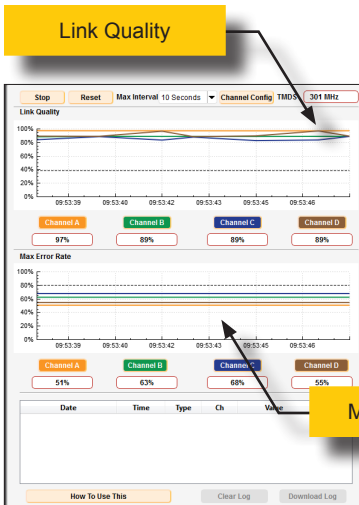 Link Quality
Stop Reset Max Interval 10 Seconds Channel Config TMDS 301 MHz
Link Quality
100%
80%
60%
40%
20%
0%
09:53:39 09:53:40 09:53:42 09:53:43 09:53:45 09:53:46
Channel A Channel B Channel C Channel D
97% 89% 89% 89%
Max Error Rate
100%
80%
60%
40%
20%
0%
09:53:39 09:53:40 09:53:42 09:53:43 09:53:45 09:53:46
Channel A Channel B Channel C Channel D
51% 63% 68% 55%
M
Date Time Type Ch Value
How To Use This Clear Log Download Log